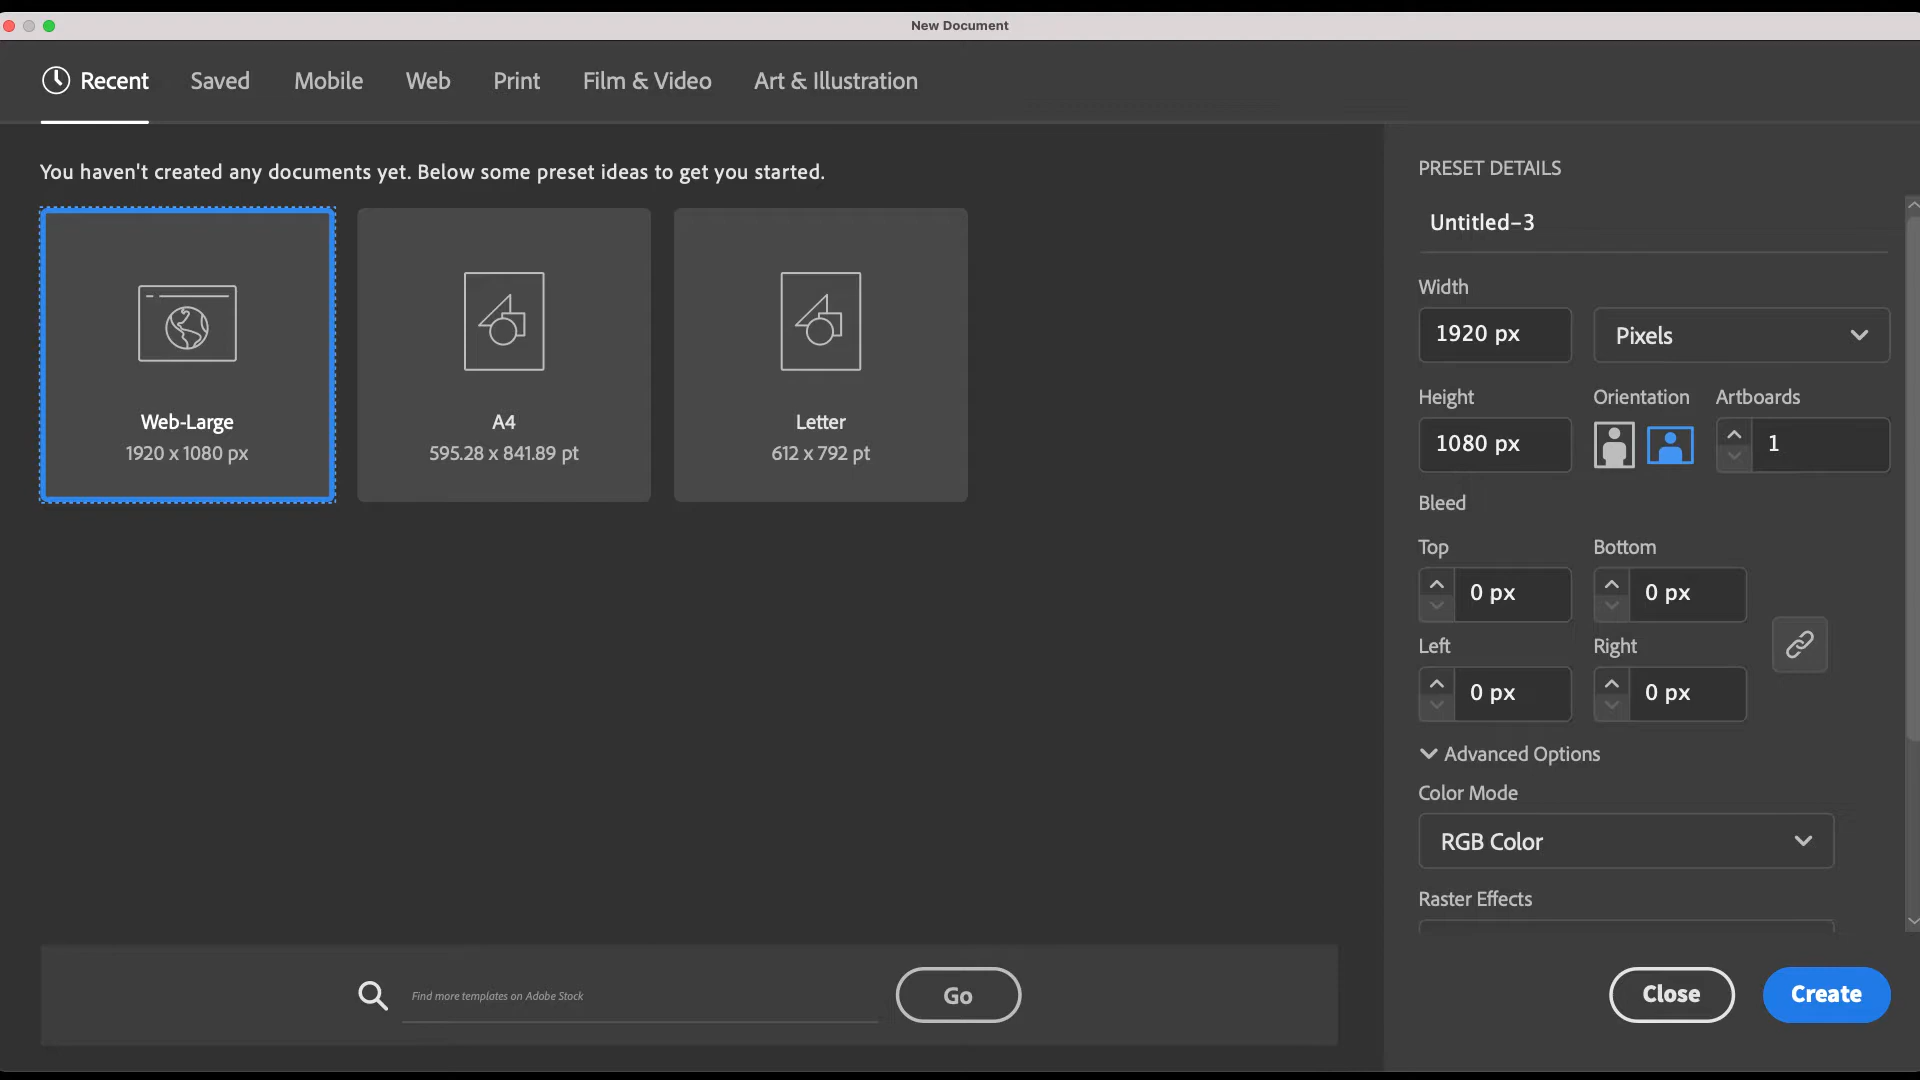 New Document
Recent Saved Mobile Web Print Film & Video Art & Illustration
You haven't created any documents yet. Below some preset ideas to get you started.
Web-Large
1920 x 1080 px
A4
595.28 x 841.89 pt
Letter
612 x 792 pt
Find more templates on Adobe Stock
Go
PRESET DETAILS
Untitled-3
Width
1920 px Pixels
Height Orientation Artboards
1080 px 1
Bleed
Top Bottom
0 px 0 px
Left Right
0 px 0 px
Advanced Options
Color Mode
RGB Color
Raster Effects
Close Create